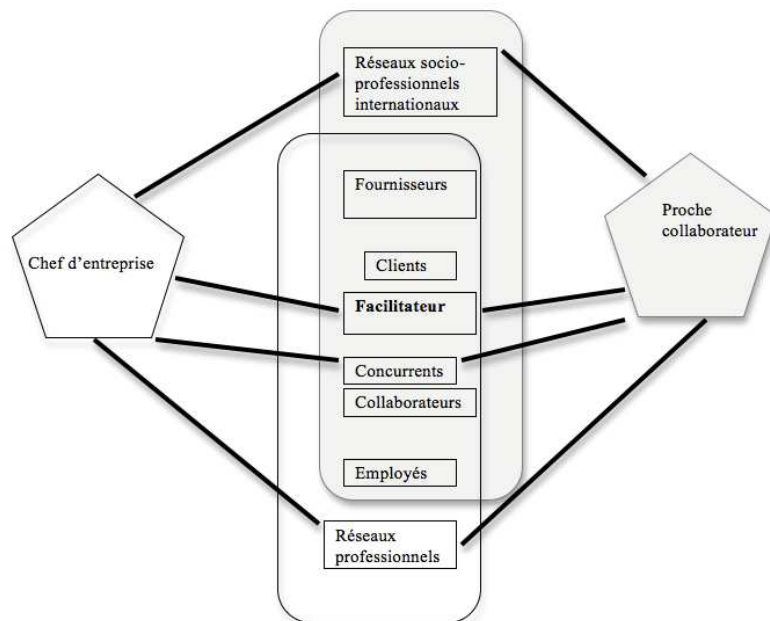 Réseaux socio-
professionnels
internationaux
Fournisseurs
Proche
collaborateur
Chef d’entreprise
Clients
Facilitateur
Concurrents
Collaborateurs
Employés
Réseaux
professionnels